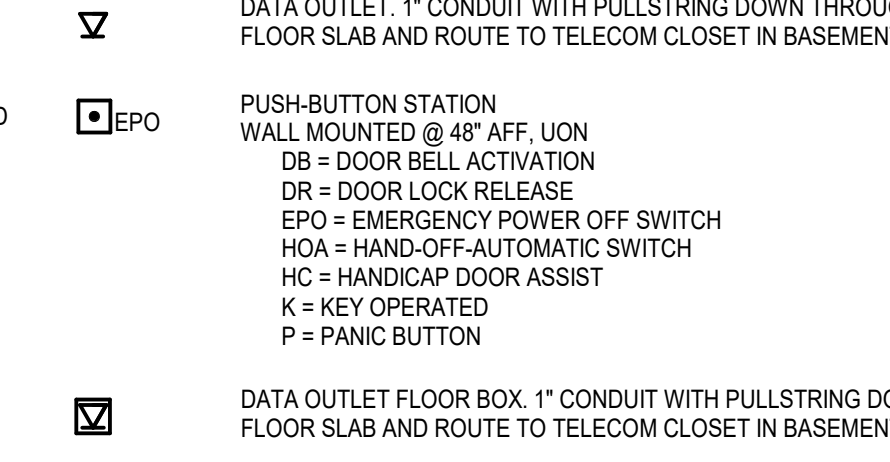 DATA OUTLET. 1" CONDUIT WITH PULLSTRING DOWN
FLOOR SLAB AND ROUTE TO TELECOM CLOSET IN
EPO
PUSH-BUTTON STATION
WALL MOUNTED @ 48" AFF, UON
DB = DOOR BELL ACTIVATION
DR = DOOR LOCK RELEASE
EPO = EMERGENCY POWER OFF SWITCH
HOA = HAND-OFF-AUTOMATIC SWITCH
HC = HANDICAP DOOR ASSIST
K = KEY OPERATED
P = PANIC BUTTON
DATA OUTLET FLOOR BOX. 1" CONDUIT WITH PULLSTRING
FLOOR SLAB AND ROUTE TO TELECOM CLOSET IN